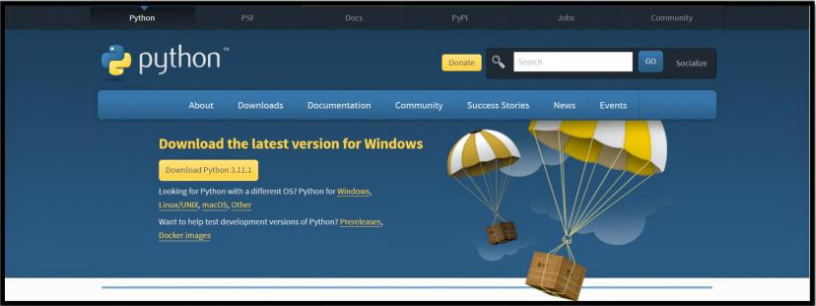 Python PSF Docs PyPI Jobs Community
python™
Donate Search GO Socialize
About Downloads Documentation Community Success Stories News Events
Download the latest version for Windows
Download Python 3.11.1
Looking for Python with a different OS? Python for Windows,
Linux/UNIX, macOS, Other
Want to help test development versions of Python? Prereleases,
Docker images